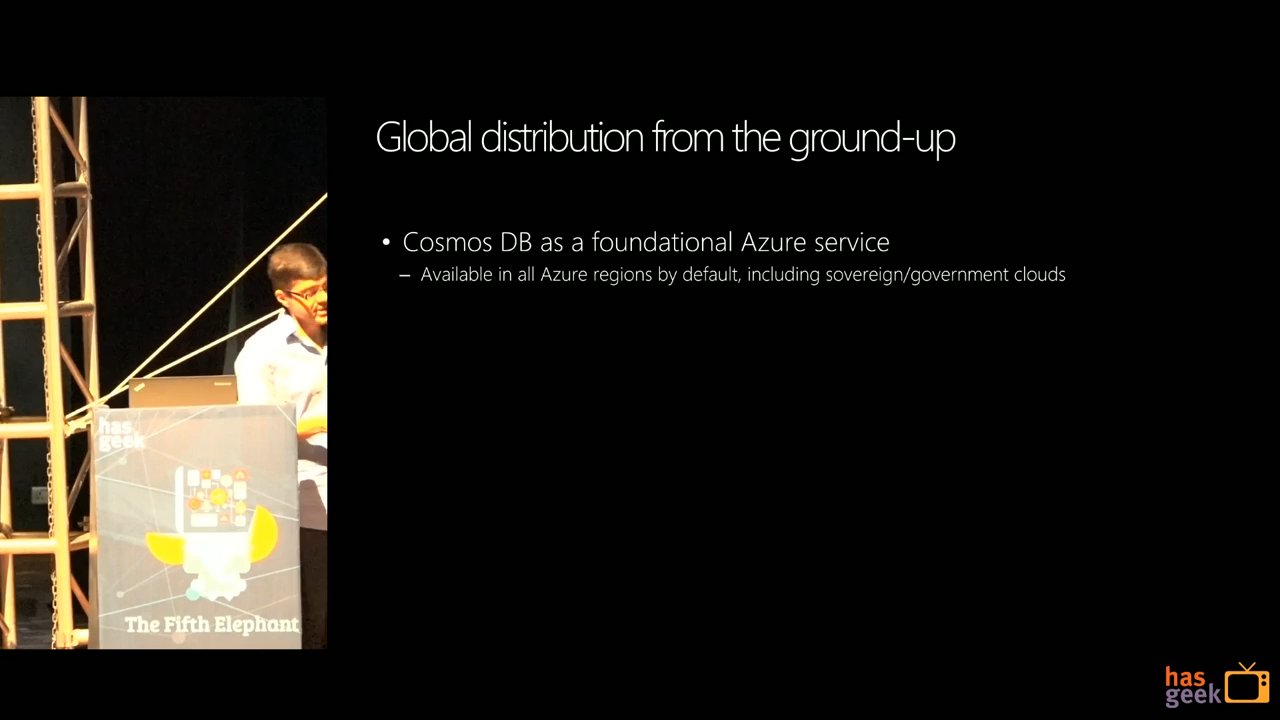 Global distribution from the ground-up
• Cosmos DB as a foundational Azure service
– Available in all Azure regions by default, including sovereign/government clouds
has
geek
The Fifth Elephant
has
geek